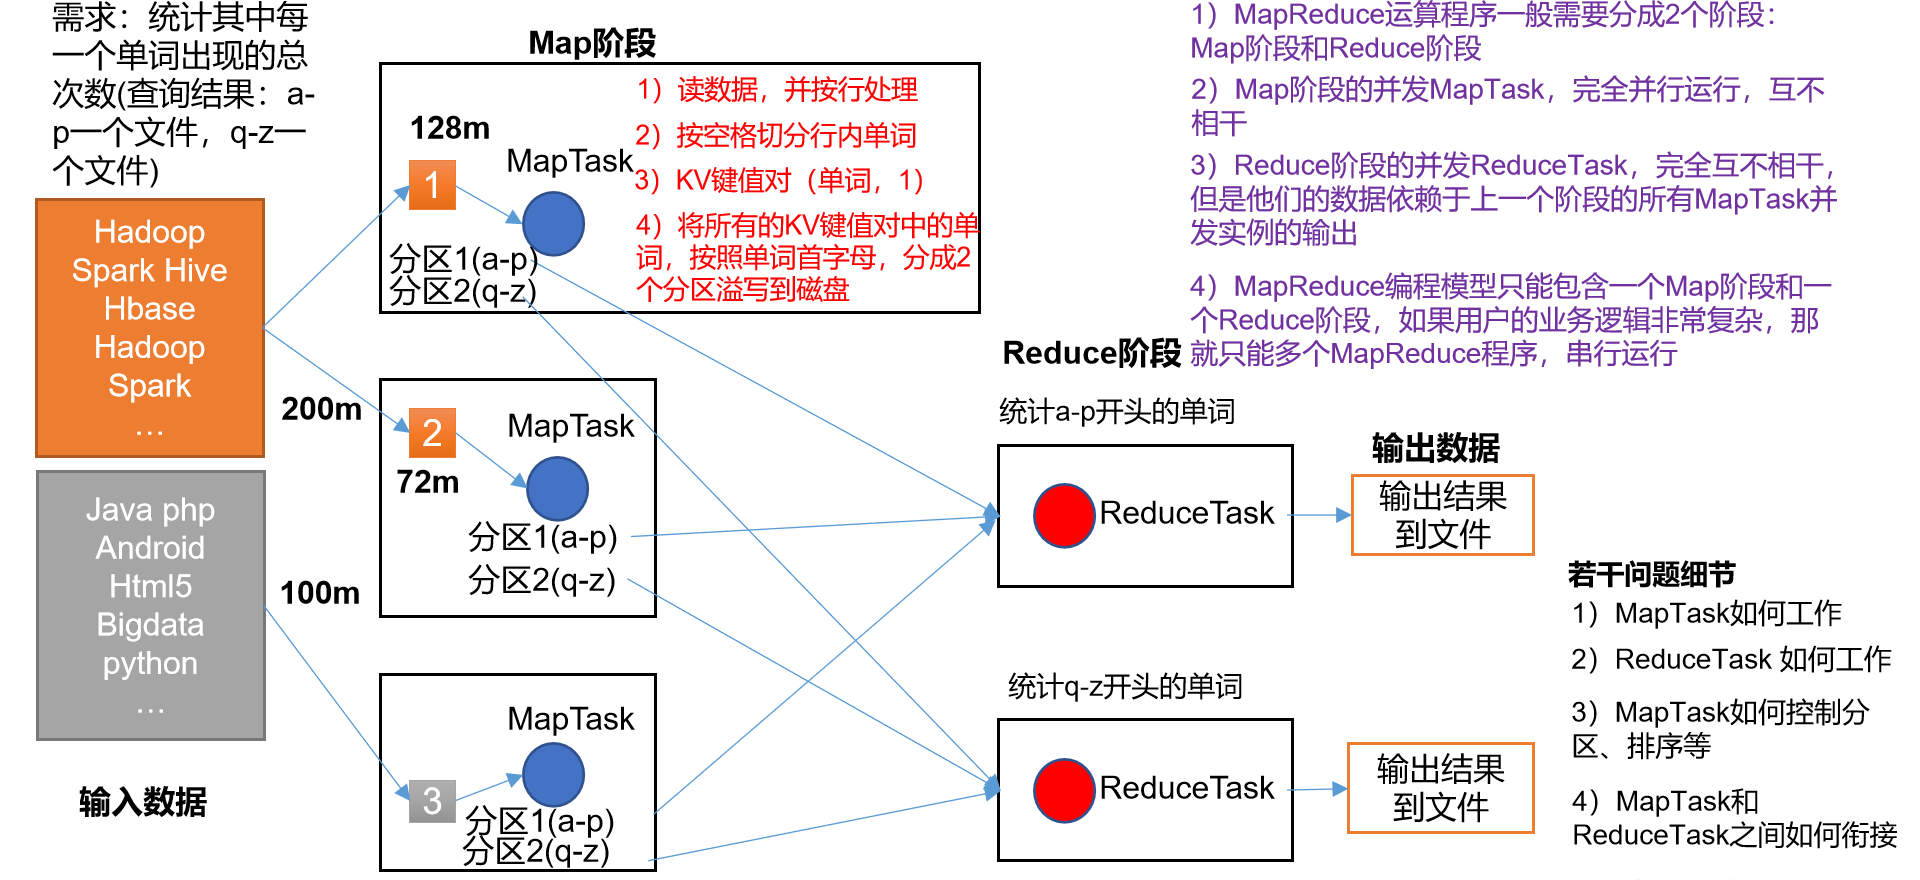 需求：统计其中每
一个单词出现的总
次数(查询结果：a-
p一个文件，q-z一
个文件)
Hadoop
Spark Hive
Hbase
Hadoop
Spark
…
200m
Java php
Android
Html5
Bigdata
python
…
100m
输入数据
Map阶段
128m
1
MapTask
分区1(a-p)
分区2(q-z)
1）读数据，并按行处理
2）按空格切分行内单词
3）KV键值对（单词，1）
4）将所有的KV键值对中的单
词，按照单词首字母，分成2
个分区溢写到磁盘
2
72m
MapTask
分区1(a-p)
分区2(q-z)
3
MapTask
分区1(a-p)
分区2(q-z)
1）MapReduce运算程序一般需要分成2个阶段：
Map阶段和Reduce阶段
2）Map阶段的并发MapTask，完全并行运行，互不
相干
3）Reduce阶段的并发ReduceTask，完全互不相干，
但是他们的数据依赖于上一个阶段的所有MapTask并
发实例的输出
4）MapReduce编程模型只能包含一个Map阶段和一
个Reduce阶段，如果用户的业务逻辑非常复杂，那
就只能多个MapReduce程序，串行运行
Reduce阶段
统计a-p开头的单词
ReduceTask
统计q-z开头的单词
ReduceTask
输出数据
输出结果
到文件
输出结果
到文件
若干问题细节
1）MapTask如何工作
2）ReduceTask 如何工作
3）MapTask如何控制分
区、排序等
4）MapTask和
ReduceTask之间如何衔接